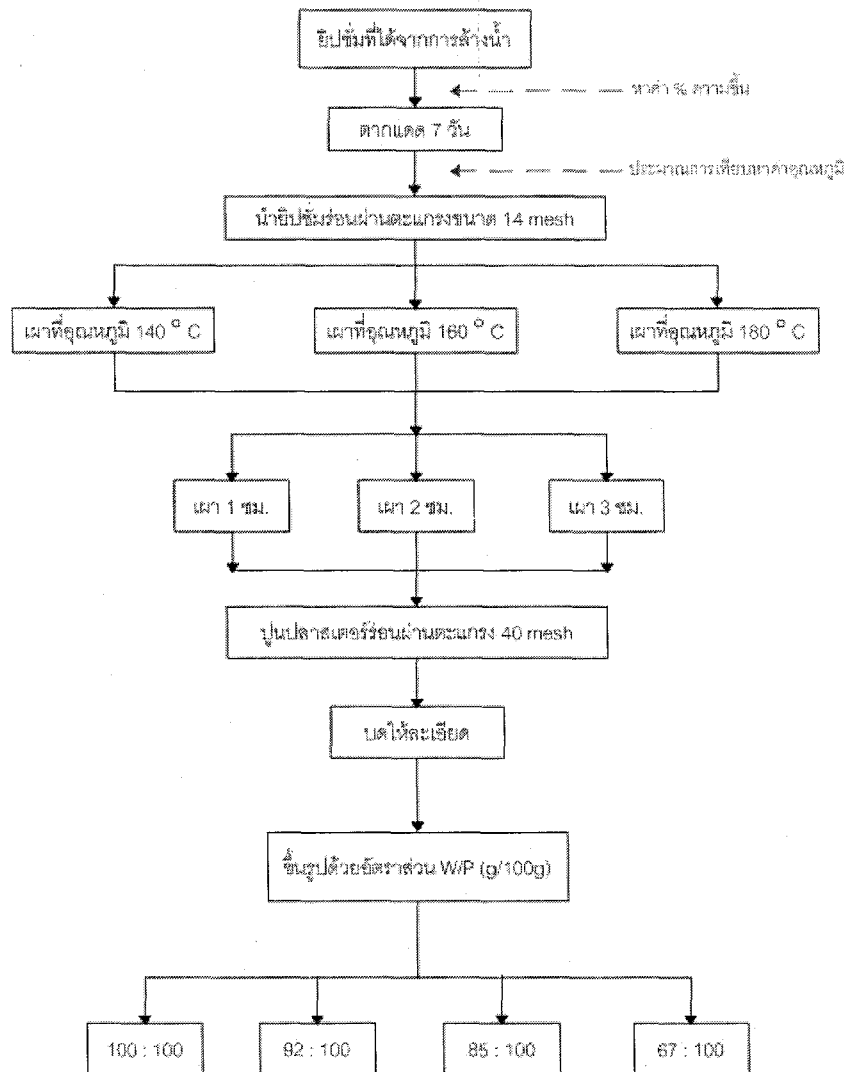 ยิปซั่มที่ได้จากการล้างน้ำ
หาค่า % ความชื้น
ตากแดด 7 วัน
ประมาณการเทียบหาค่าอุณหภูมิ
นำยิปซั่มร่อนผ่านตะแกรงขนาด 14 mesh
เผาที่อุณหภูมิ 140 ° C
เผาที่อุณหภูมิ 160 ° C
เผาที่อุณหภูมิ 180 ° C
เผา 1 ชม.
เผา 2 ชม.
เผา 3 ชม.
ปูนปลาสเตอร์ร่อนผ่านตะแกรง 40 mesh
บดให้ละเอียด
ขึ้นรูปด้วยอัตราส่วน W/P (g/100g)
100 : 100
92 : 100
85 : 100
67 : 100